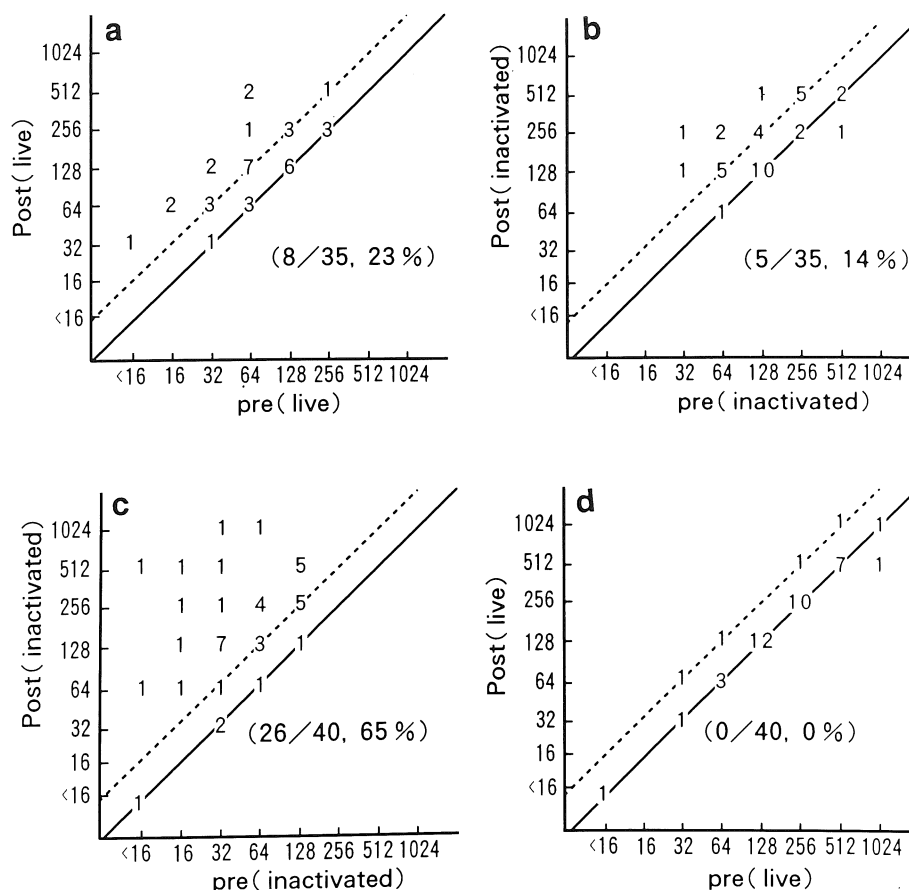 a
1024
2 1
512
1 3 3
256
2 7 6
128
2 3 3
64
1 1
32
(8/35, 23%)
16
<16
<16 16 32 64 128 256 512 1024
pre(live)
Post(live)
b
1024
1 5 2
512
1 2 4 2 1
256
1 5 10
128
1
64
32
(5/35, 14%)
16
<16
<16 16 32 64 128 256 512 1024
pre(inactivated)
Post(inactivated)
c
1 1
1024
1 1 1 5
512
1 1 4 5
256
1 7 3 1
128
1 1 1 1
64
2
32
(26/40, 65%)
16
<16
1
<16 16 32 64 128 256 512 1024
pre(inactivated)
Post(inactivated)
d
1 1
1024
1 7 1
512
10
256
1 12
128
1 3
64
1
32
(0/40, 0%)
16
<16
1
<16 16 32 64 128 256 512 1024
pre(live)
Post(live)